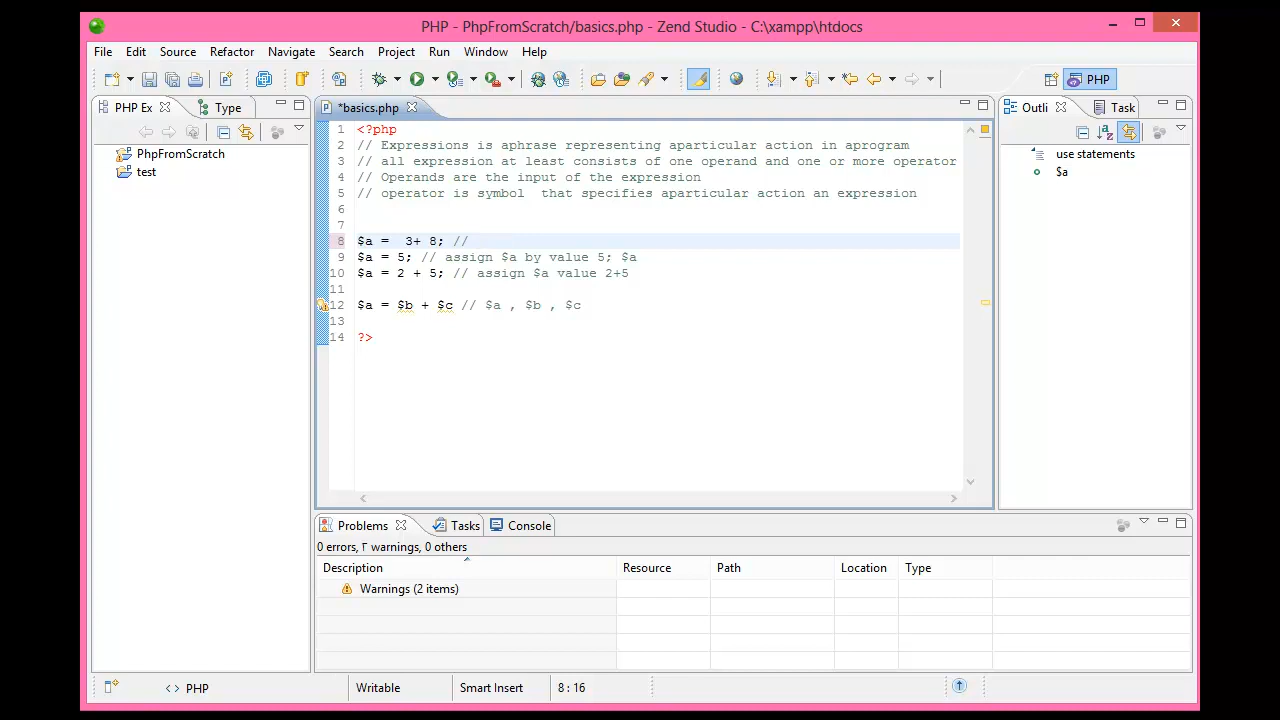 PHP - PhpFromScratch/basics.php - Zend Studio - C:\xampp\htdocs
File Edit Source Refactor Navigate Search Project Run Window Help
PHP
PHP Ex Type
PhpFromScratch
test
*basics.php
1 <?php
2 // Expressions is aphrase representing aparticular action in aprogram
3 // all expression at least consists of one operand and one or more operator
4 // Operands are the input of the expression
5 // operator is symbol  that specifies aparticular action an expression
6
7
8 $a =  3+ 8; //
9 $a = 5; // assign $a by value 5; $a
10 $a = 2 + 5; // assign $a value 2+5
11
12 $a = $b + $c // $a , $b , $c
13
14 ?>
Outli Task
use statements
$a
Problems Tasks Console
0 errors, ٢ warnings, 0 others
Description Resource Path Location Type
Warnings (2 items)
<> PHP Writable Smart Insert 8 : 16